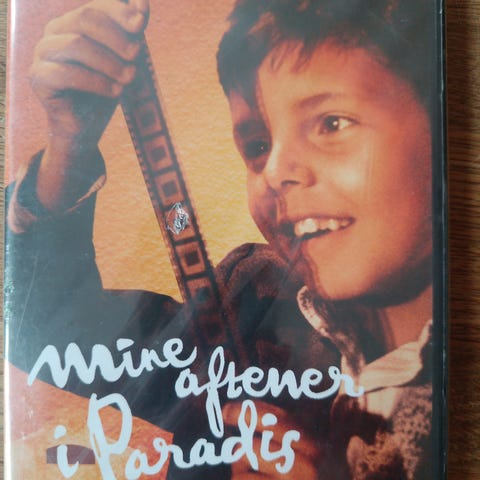 Mine
aftener
i Paradis